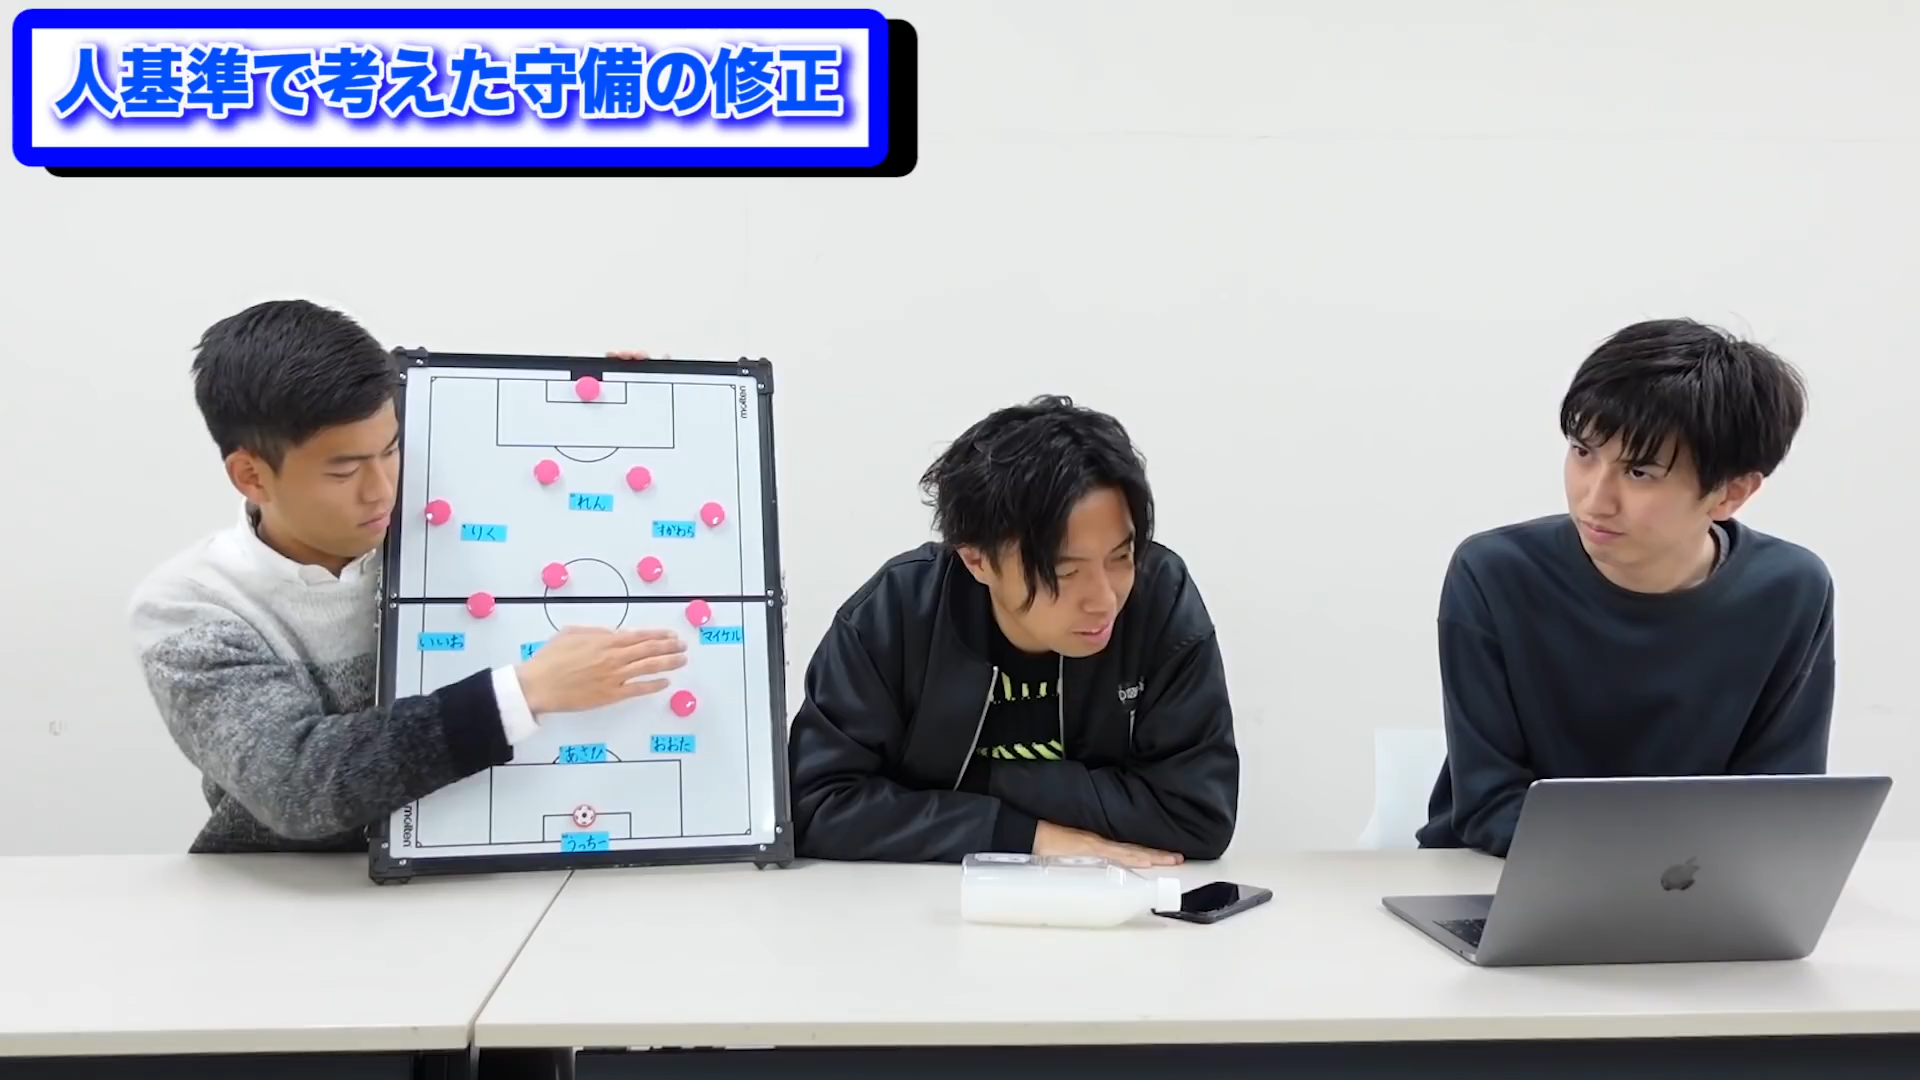 人基準で考えた守備の修正
molten
れん
りく
すがわら
いいお
マイケル
おおた
あさひ
molten
うっちー